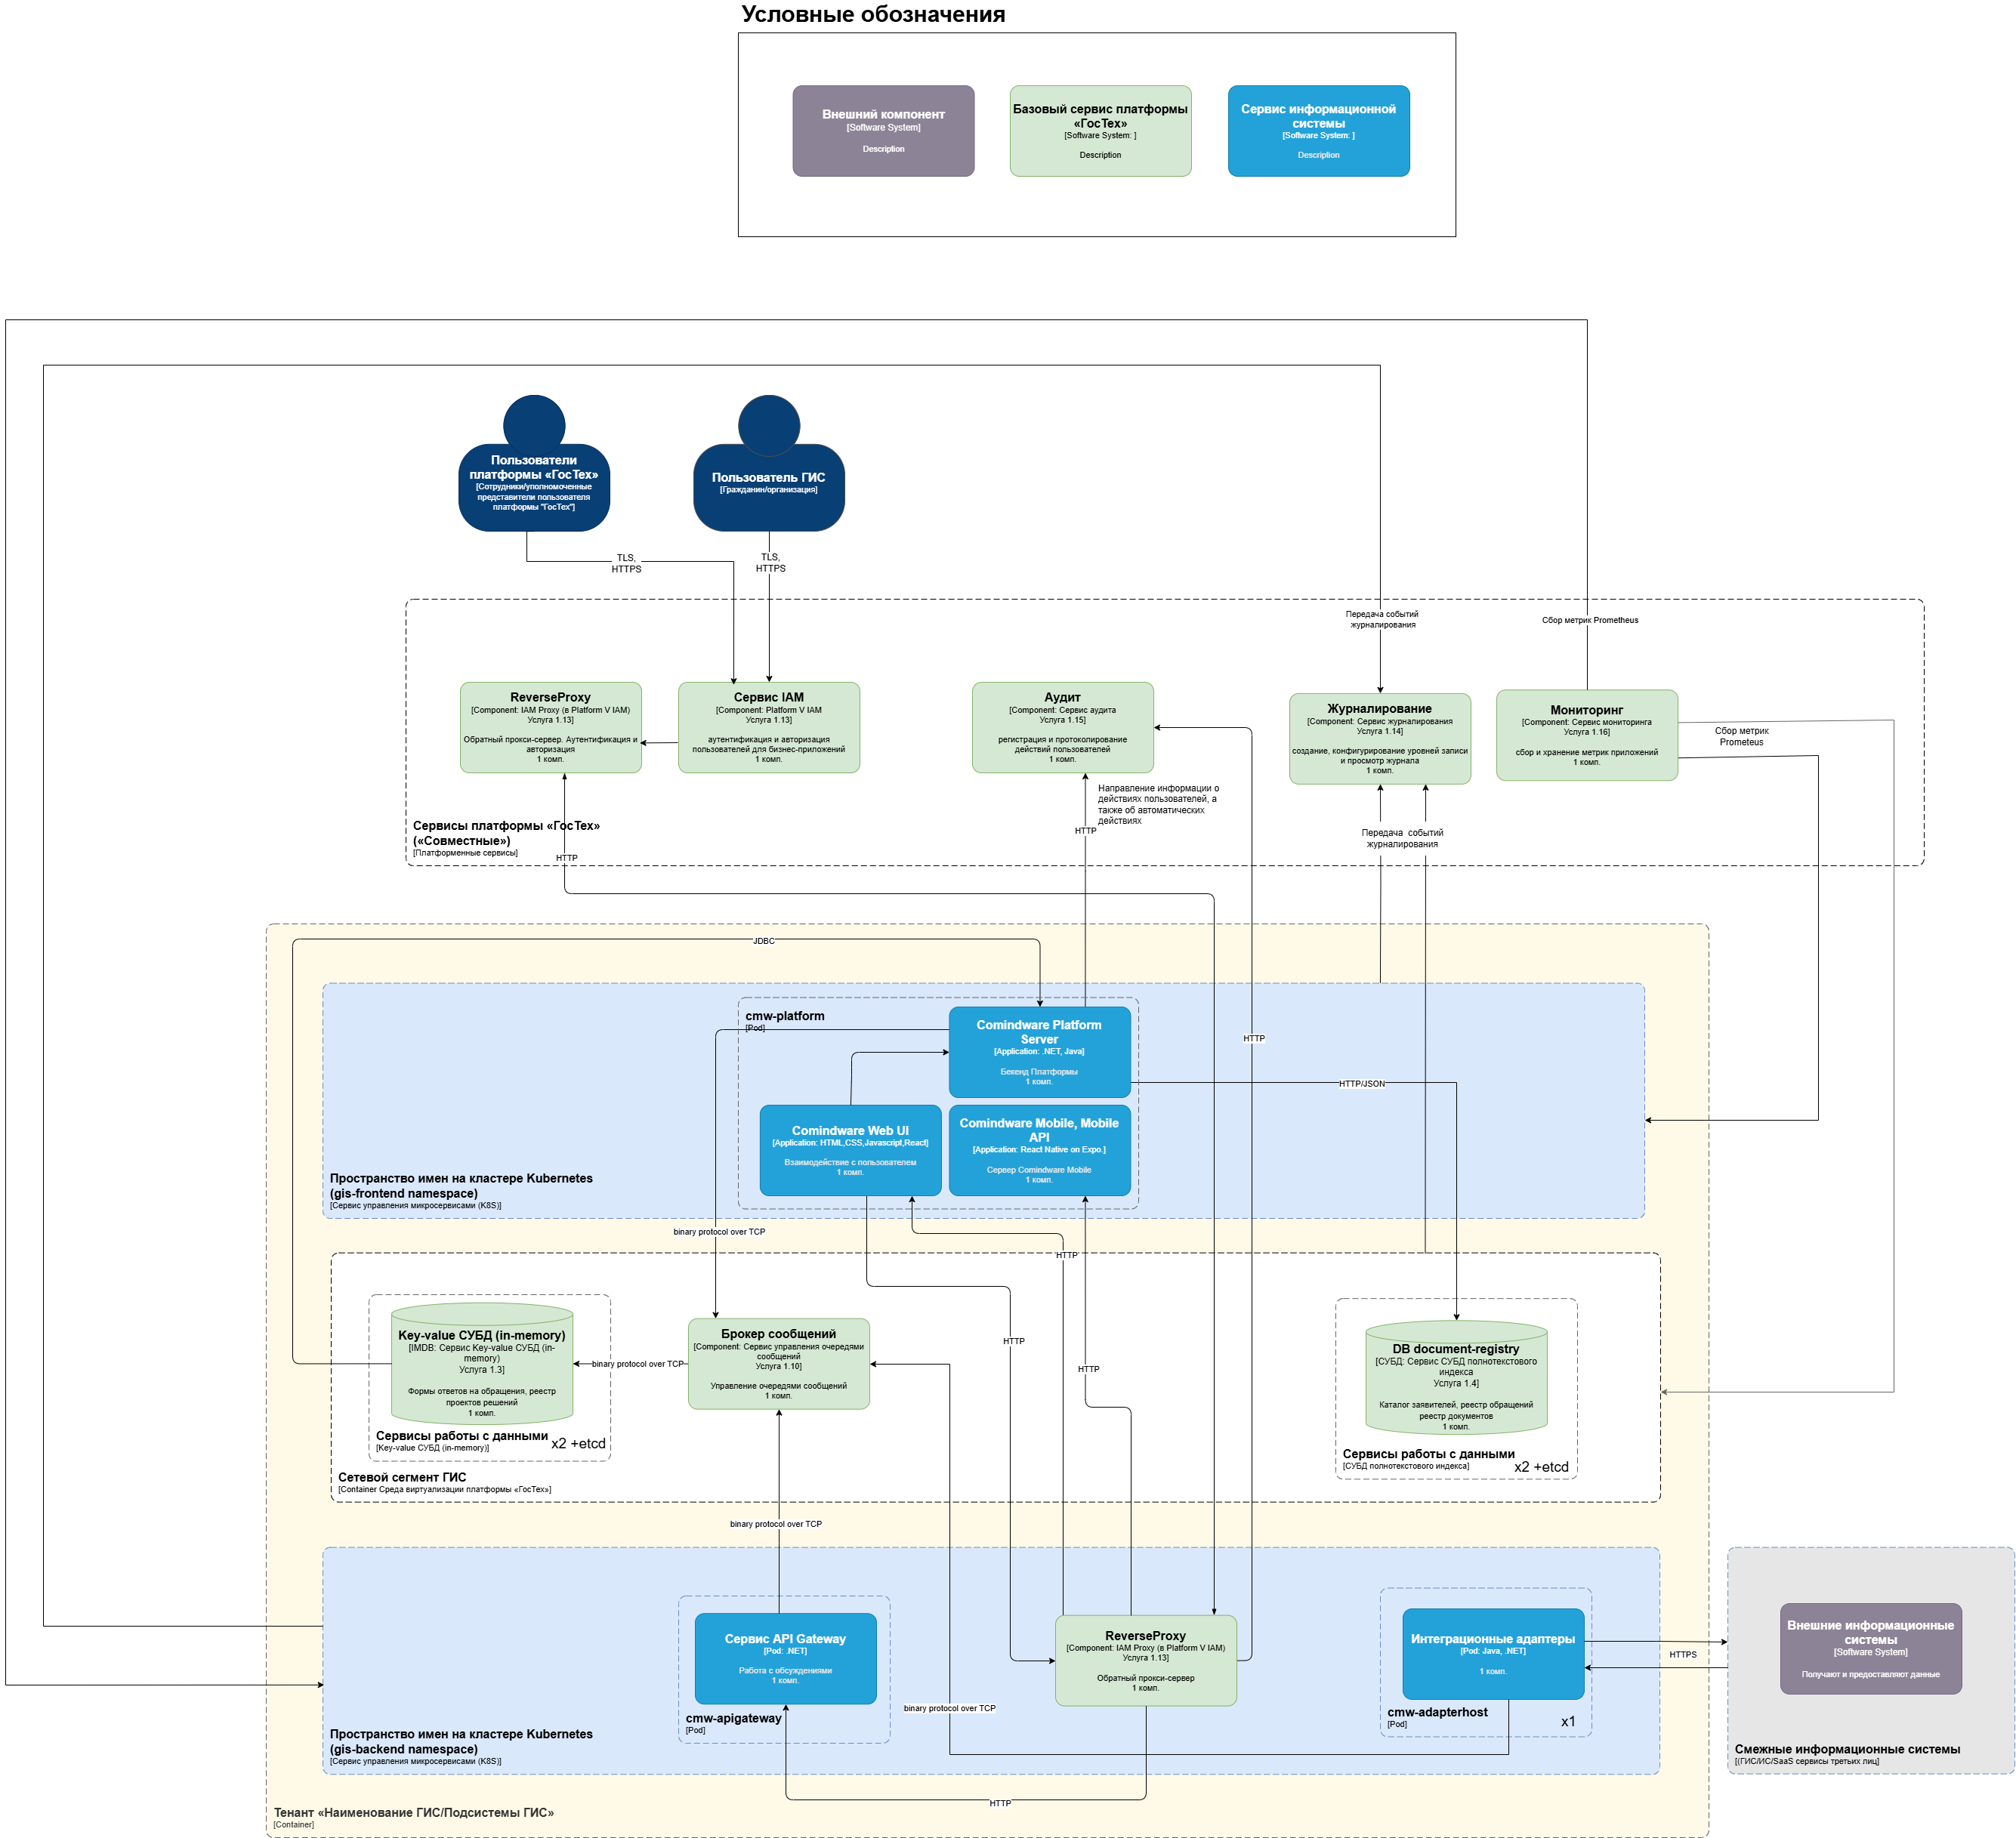 Условные обозначения
Внешний компонент
[Software System]
Description
Базовый сервис платформы
«ГосТех»
[Software System: ]
Description
Сервис информационной
системы
[Software System: ]
Description
Пользователи
платформы «ГосТех»
[Сотрудники/уполномоченные
представители пользователя
платформы "ГосТех"]
Пользователь ГИС
[Гражданин/организация]
TLS,
HTTPS
TLS,
HTTPS
Передача событий
журналирования
Сбор метрик Prometheus
ReverseProxy
[Component: IAM Proxy (в Platform V IAM)
Услуга 1.13]
Обратный прокси-сервер. Аутентификация и
авторизация
1 комп.
Сервис IAM
[Component: Platform V IAM
Услуга 1.13]
аутентификация и авторизация
пользователей для бизнес-приложений
1 комп.
Аудит
[Component: Сервис аудита
Услуга 1.15]
регистрация и протоколирование
действий пользователей
1 комп.
Журналирование
[Component: Сервис журналирования
Услуга 1.14]
создание, конфигурирование уровней записи
и просмотр журнала
1 комп.
Мониторинг
[Component: Сервис мониторинга
Услуга 1.16]
сбор и хранение метрик приложений
1 комп.
Сбор метрик
Prometeus
Направление информации о
действиях пользователей, а
также об автоматических
действиях
HTTP
Передача событий
журналирования
Сервисы платформы «ГосТех»
(«Совместные»)
[Платформенные сервисы]
HTTP
JDBC
cmw-platform
[Pod]
Comindware Platform
Server
[Application: .NET, Java]
Бекенд Платформы
1 комп.
HTTP
HTTP/JSON
Comindware Web UI
[Application: HTML,CSS,Javascript,React]
Взаимодействие с пользователем
1 комп.
Comindware Mobile, Mobile
API
[Application: React Native on Expo.]
Сервер Comindware Mobile
1 комп.
Пространство имен на кластере Kubernetes
(gis-frontend namespace)
[Сервис управления микросервисами (K8S)]
binary protocol over TCP
HTTP
Key-value СУБД (in-memory)
[IMDB: Сервис Key-value СУБД (in-
memory)
Услуга 1.3]
Формы ответов на обращения, реестр
проектов решений
1 комп.
Сервисы работы с данными
[Key-value СУБД (in-memory)]
x2 +etcd
binary protocol over TCP
Брокер сообщений
[Component: Сервис управления очередями
сообщений
Услуга 1.10]
Управление очередями сообщений
1 комп.
HTTP
HTTP
DB document-registry
[СУБД: Сервис СУБД полнотекстового
индекса
Услуга 1.4]
Каталог заявителей, реестр обращений
реестр документов
1 комп.
Сервисы работы с данными
[СУБД полнотекстового индекса]
x2 +etcd
Сетевой сегмент ГИС
[Container Среда виртуализации платформы «ГосТех»]
binary protocol over TCP
Сервис API Gateway
[Pod: .NET]
Работа с обсуждениями
1 комп.
cmw-apigateway
[Pod]
binary protocol over TCP
ReverseProxy
[Component: IAM Proxy (в Platform V IAM)
Услуга 1.13]
Обратный прокси-сервер
1 комп.
Интеграционные адаптеры
[Pod: Java, .NET]
1 комп.
cmw-adapterhost
[Pod]
x1
HTTPS
Внешние информационные
системы
[Software System]
Получают и предоставляют данные
Смежные информационные системы
[(ГИС/ИС/SaaS сервисы третьих лиц]
Пространство имен на кластере Kubernetes
(gis-backend namespace)
[Сервис управления микросервисами (K8S)]
HTTP
Тенант «Наименование ГИС/Подсистемы ГИС»
[Container]